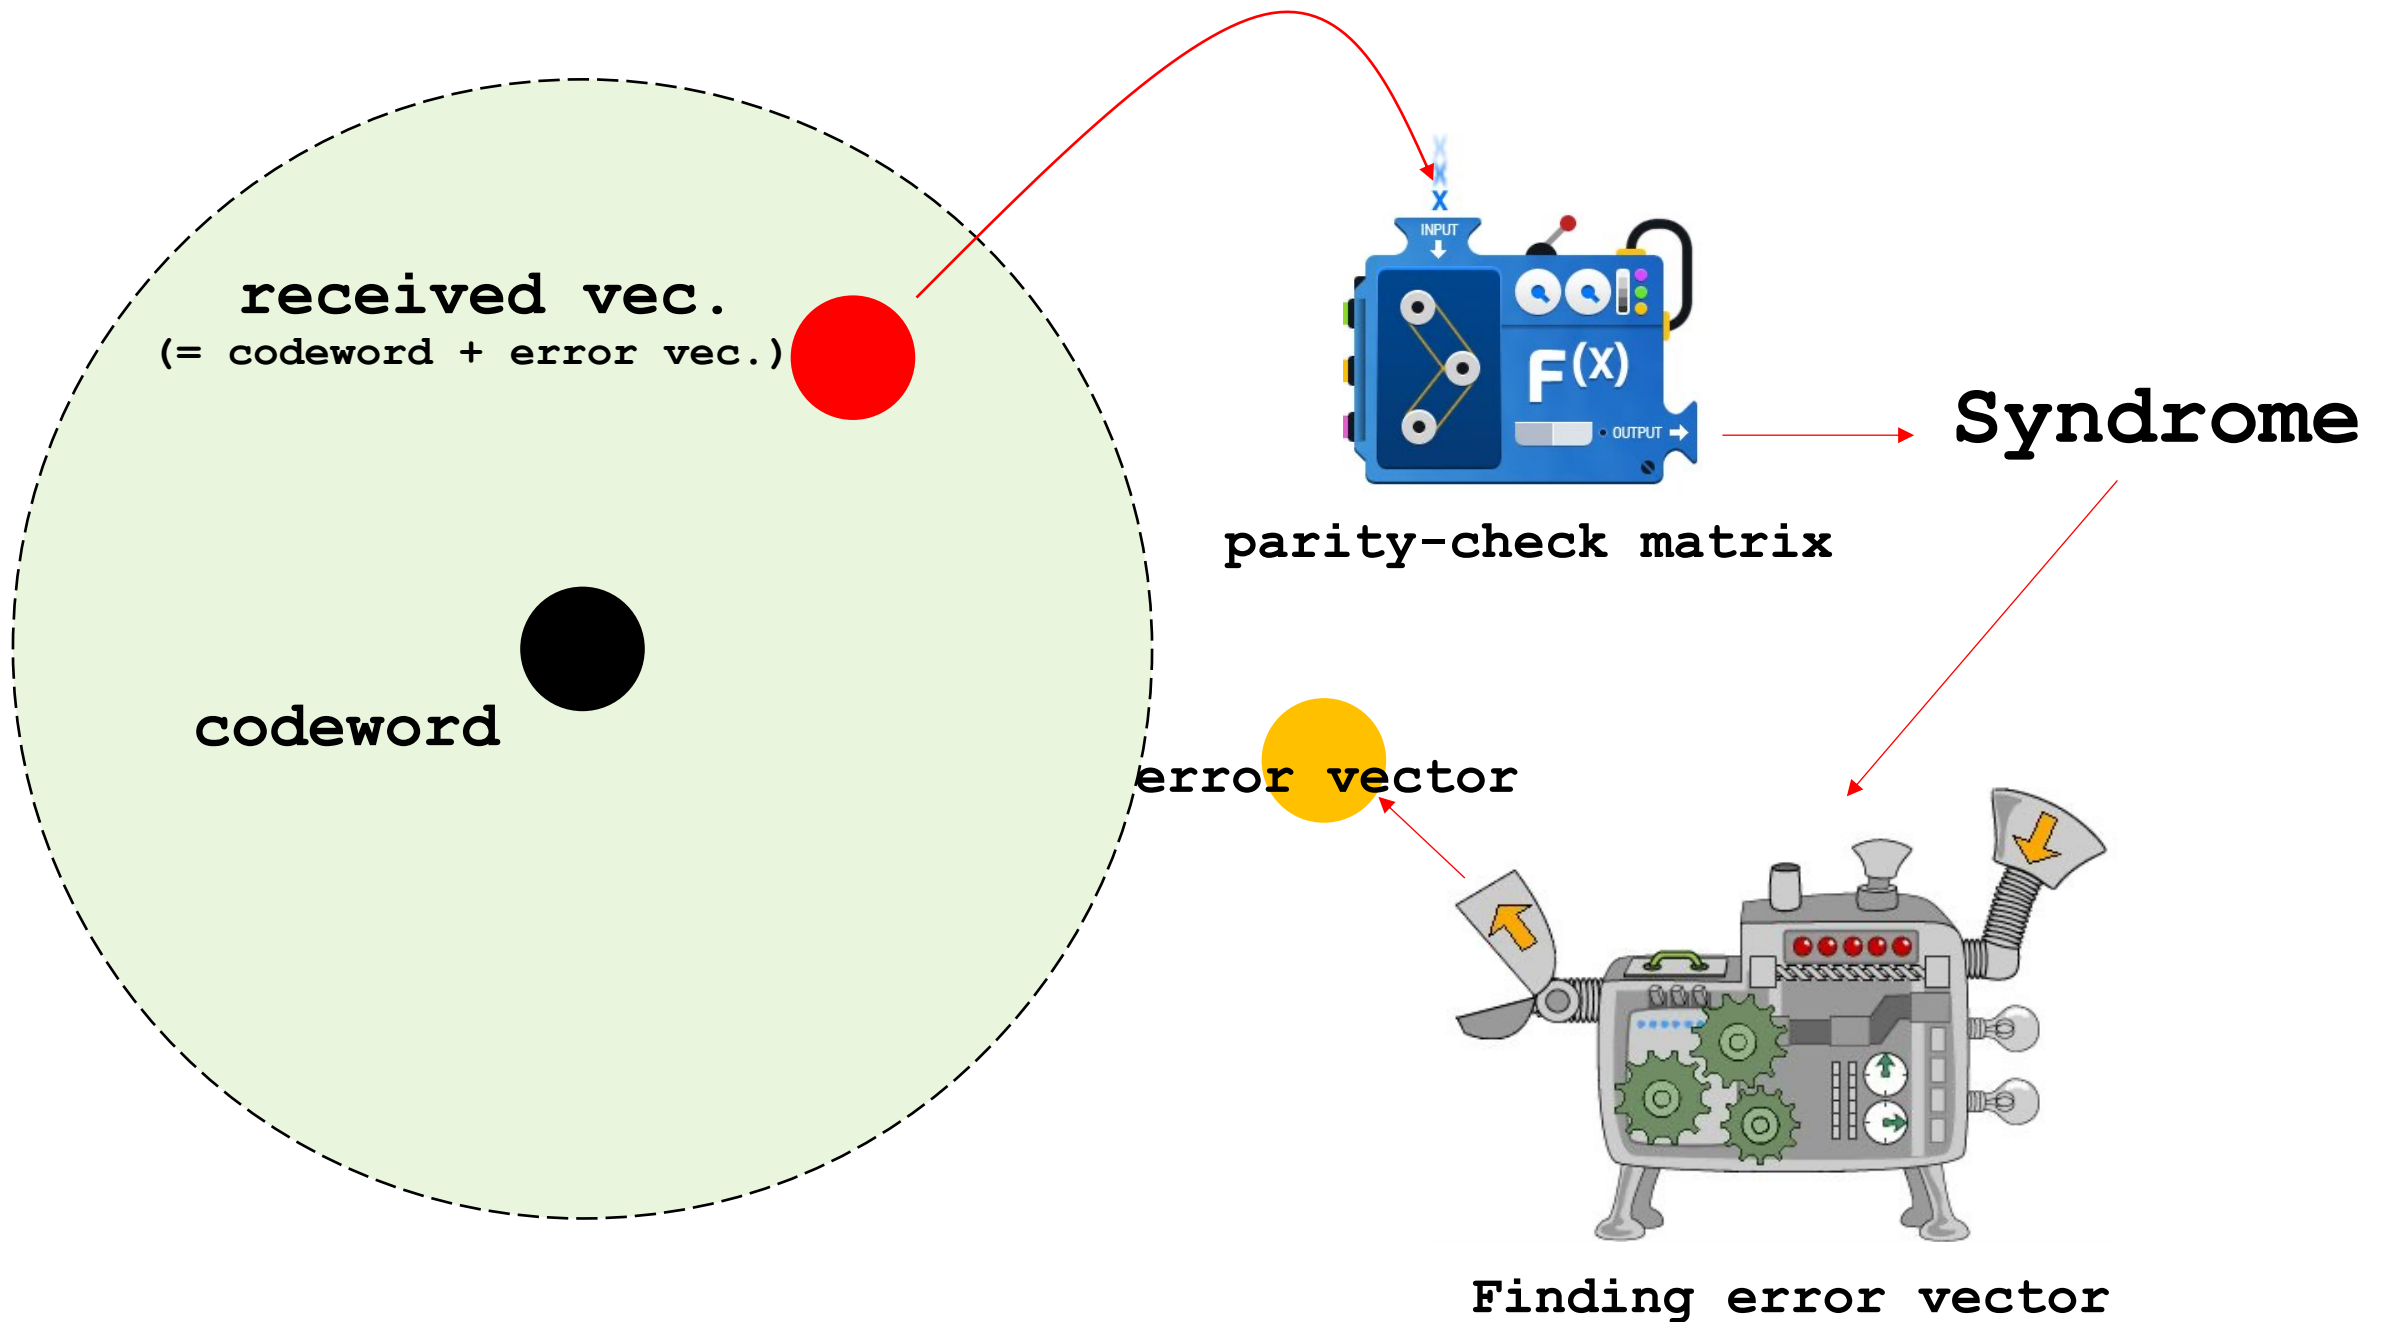 received vec.
(= codeword + error vec.)
codeword
X
X
X
INPUT
F(X)
OUTPUT
parity-check matrix
Syndrome
error vector
Finding error vector